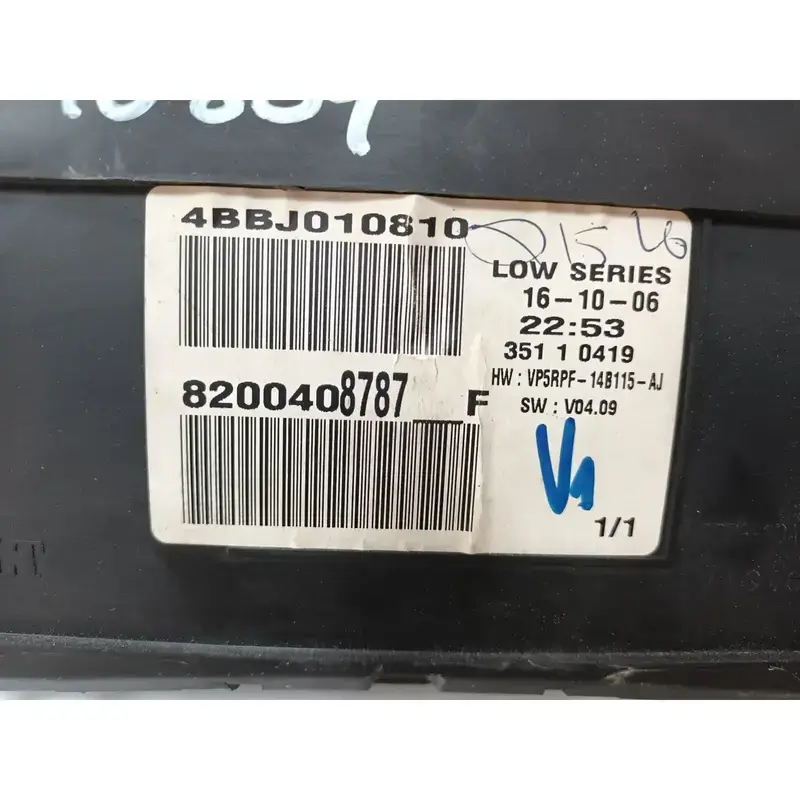 4BBJ010810
LOW SERIES
16-10-06
22:53
351 1 0419
8200408787__F
HW : VP5RPF-14B115-AJ
SW : V04.09
V1
1/1